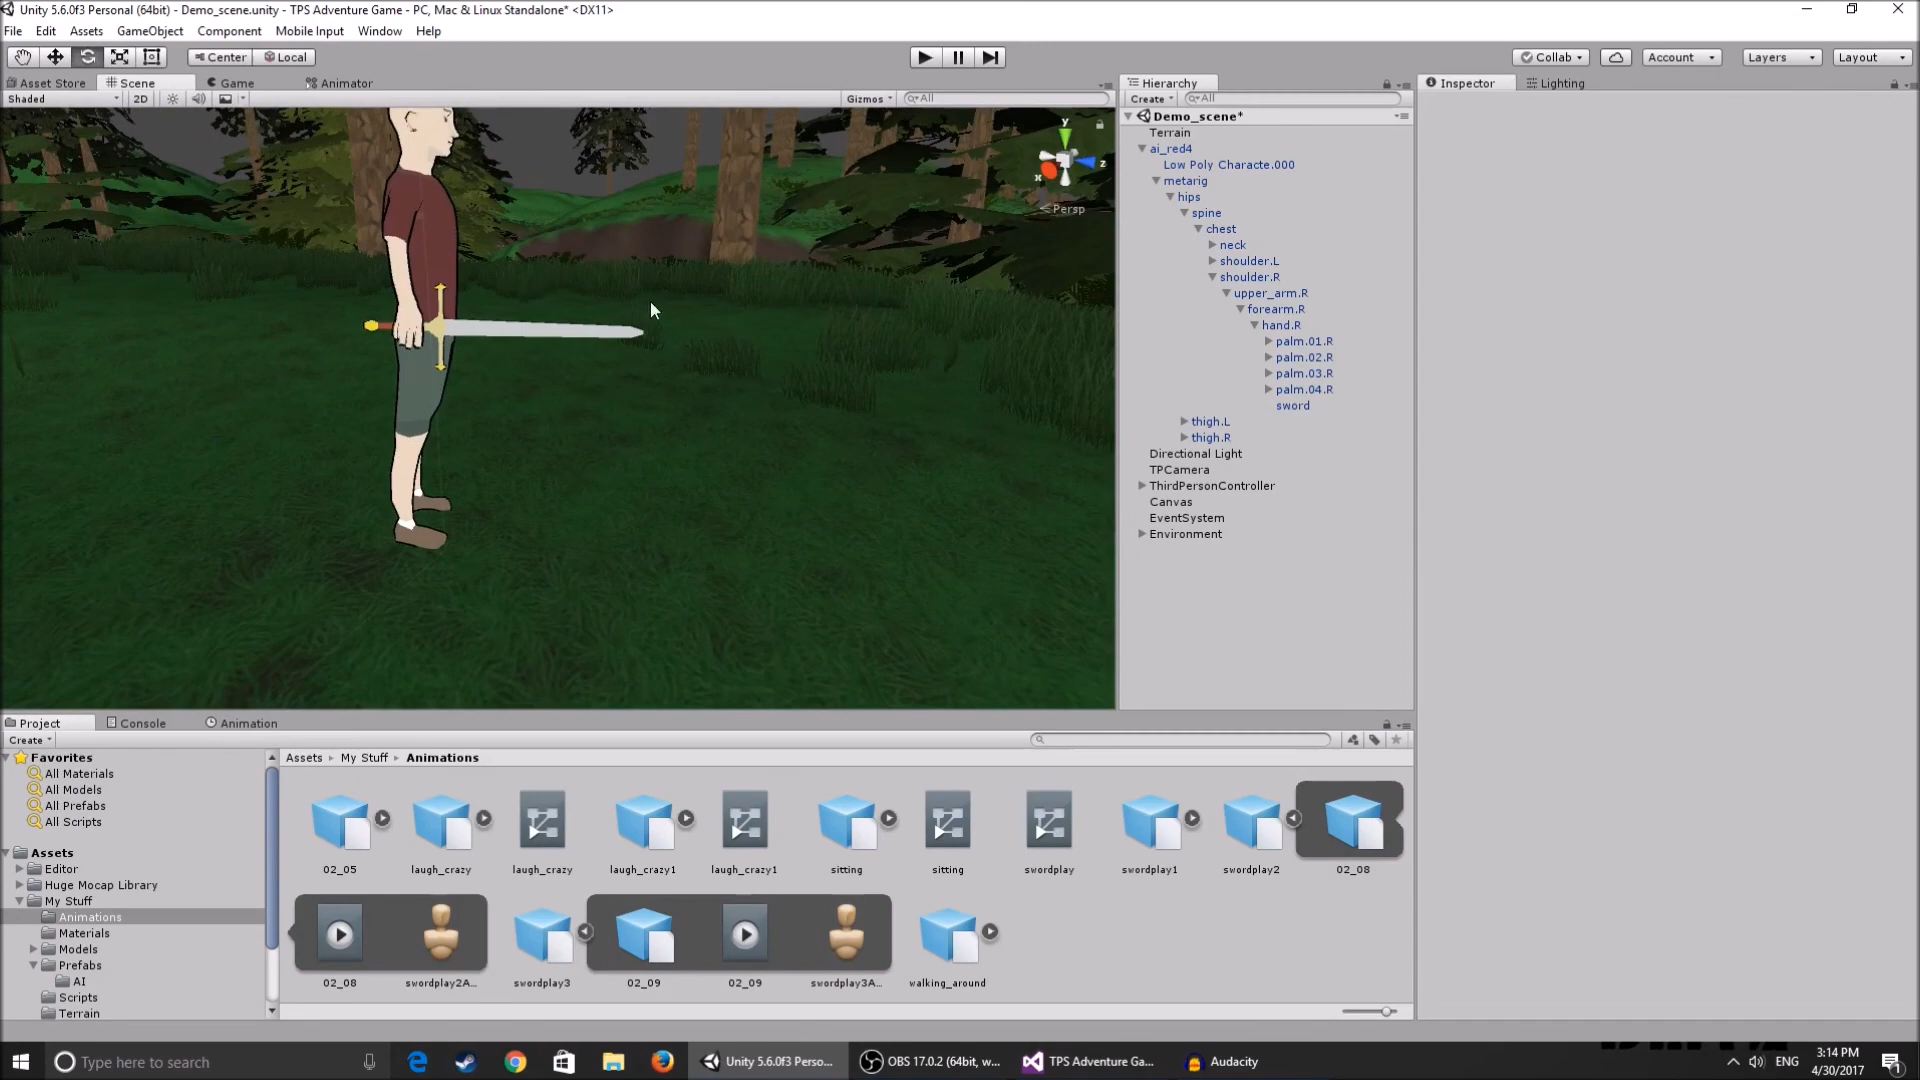 Unity 5.6.0f3 Personal (64bit) - Demo_scene.unity - TPS Adventure Game - PC, Mac & Linux Standalone* <DX11>
File Edit Assets GameObject Component Mobile Input Window Help
Center Local Collab Account Layers Layout
Asset Store Scene Game Animator
Shaded 2D Gizmos All
y
z
x
Persp
Hierarchy
Create All
Demo_scene*
Terrain
ai_red4
Low Poly Characte.000
metarig
hips
spine
chest
neck
shoulder.L
shoulder.R
upper_arm.R
forearm.R
hand.R
palm.01.R
palm.02.R
palm.03.R
palm.04.R
sword
thigh.L
thigh.R
Directional Light
TPCamera
ThirdPersonController
Canvas
EventSystem
Environment
Inspector Lighting
Project Console Animation
Create
Favorites
All Materials
All Models
All Prefabs
All Scripts
Assets
Editor
Huge Mocap Library
My Stuff
Animations
Materials
Models
Prefabs
AI
Scripts
Terrain
Assets My Stuff Animations
02_05 laugh_crazy laugh_crazy laugh_crazy1 laugh_crazy1 sitting sitting swordplay swordplay1 swordplay2 02_08
02_08 swordplay2A... swordplay3 02_09 02_09 swordplay3A... walking_around
Type here to search Unity 5.6.0f3 Perso... OBS 17.0.2 (64bit, w... TPS Adventure Ga... Audacity ENG 3:14 PM
4/30/2017
1